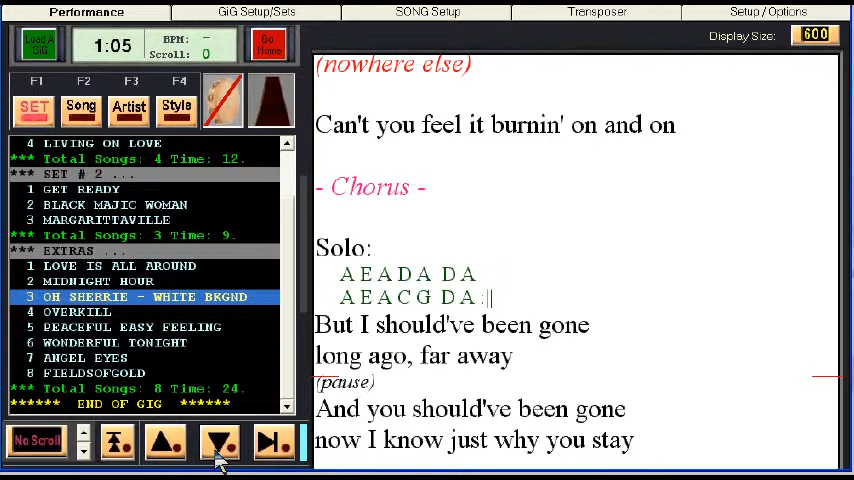 Performance
GiG Setup/Sets
SONG Setup
Transposer
Setup / Options
Load A GiG
1:05
BPM: -
Scroll: 0
Go Home
Display Size: 600
F1 F2 F3 F4
SET Song Artist Style
4 LIVING ON LOVE
*** Total Songs: 4 Time: 12.
*** SET # 2 ...
1 GET READY
2 BLACK MAJIC WOMAN
3 MARGARITTAVILLE
*** Total Songs: 3 Time: 9.
*** EXTRAS ...
1 LOVE IS ALL AROUND
2 MIDNIGHT HOUR
3 OH SHERRIE - WHITE BKGND
4 OVERKILL
5 PEACEFUL EASY FEELING
6 WONDERFUL TONIGHT
7 ANGEL EYES
8 FIELDSOFGOLD
*** Total Songs: 8 Time: 24.
****** END OF GIG ******
No Scroll
(nowhere else)
Can't you feel it burnin' on and on
- Chorus -
Solo:
A E A D A D A
A E A C G D A :||
But I should've been gone
long ago, far away
(pause)
And you should've been gone
now I know just why you stay